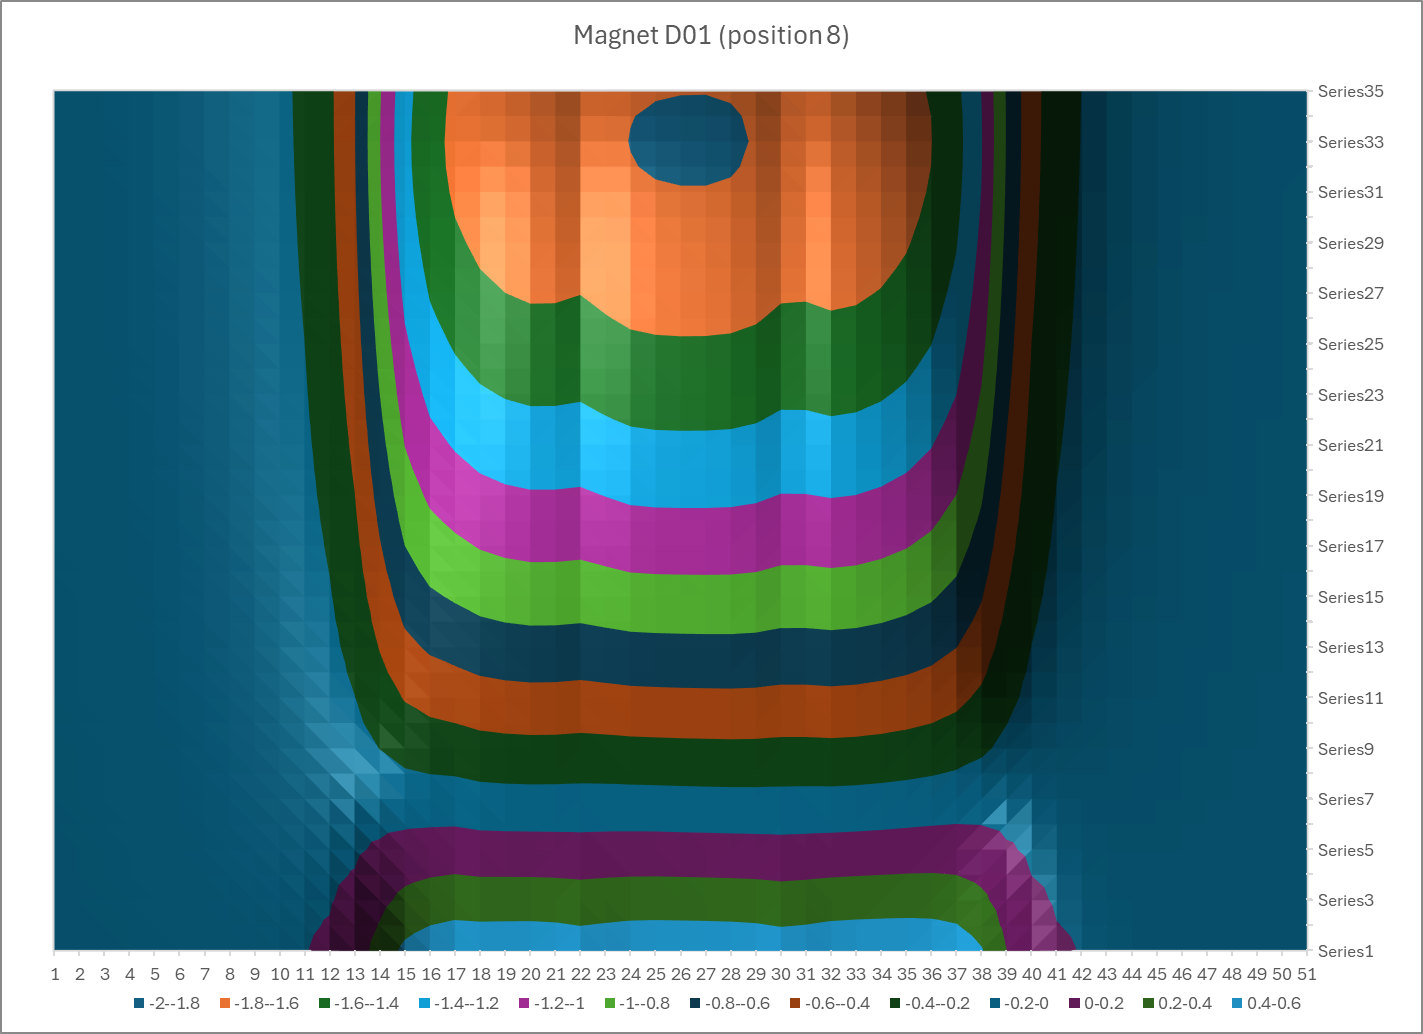 Magnet D01 (position 8)
Series35
Series33
Series31
Series29
Series27
Series25
Series23
Series21
Series19
Series17
Series15
Series13
Series11
Series9
Series7
Series5
Series3
Series1
1 2 3 4 5 6 7 8 9 10 11 12 13 14 15 16 17 18 19 20 21 22 23 24 25 26 27 28 29 30 31 32 33 34 35 36 37 38 39 40 41 42 43 44 45 46 47 48 49 50 51
-2--1.8 -1.8--1.6 -1.6--1.4 -1.4--1.2 -1.2--1 -1--0.8 -0.8--0.6 -0.6--0.4 -0.4--0.2 -0.2-0 0-0.2 0.2-0.4 0.4-0.6